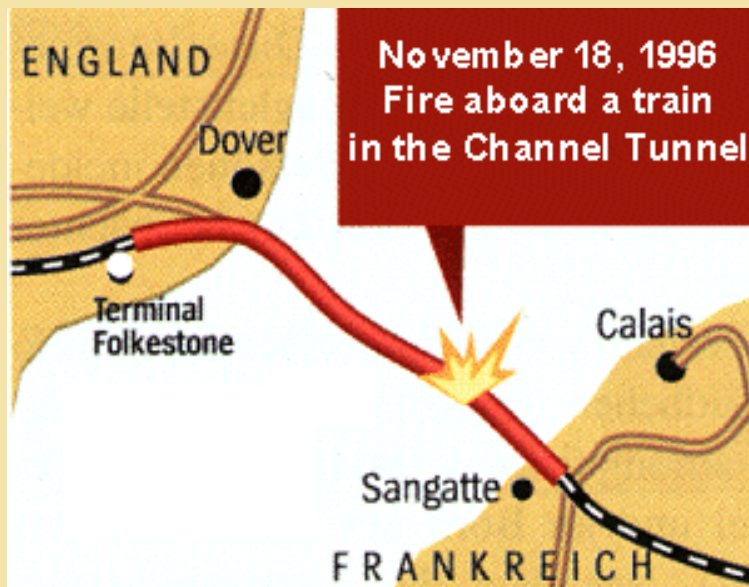 ENGLAND
November 18, 1996
Fire aboard a train
in the Channel Tunnel
Dover
Terminal
Folkestone
Calais
Sangatte
FRANKREICH